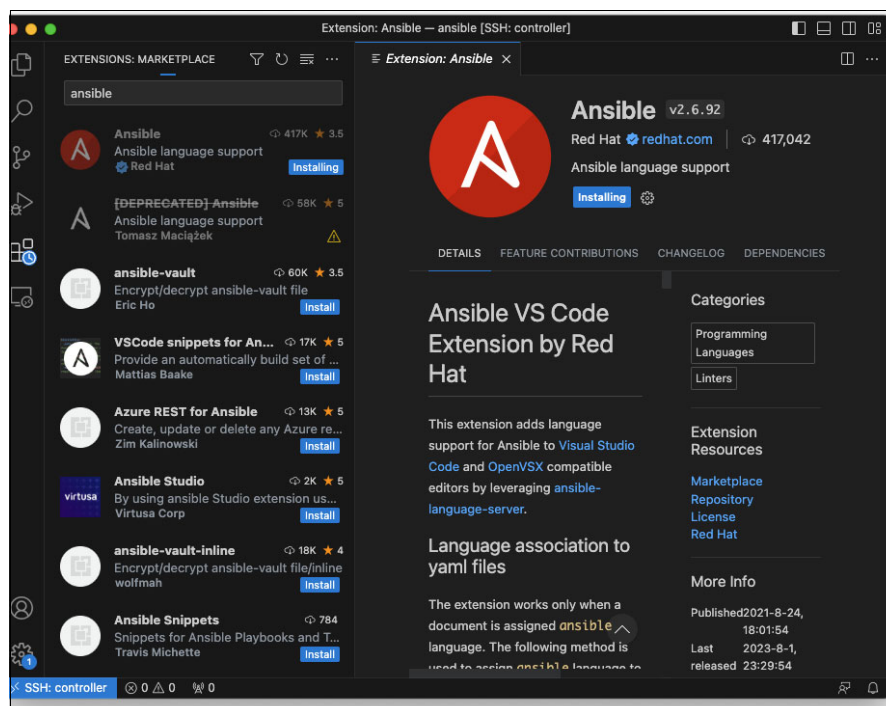 Extension: Ansible — ansible [SSH: controller]
EXTENSIONS: MARKETPLACE
ansible
Ansible 417K ★ 3.5
Ansible language support
Red Hat Installing
[DEPRECATED] Ansible 58K ★ 5
Ansible language support
Tomasz Maciążek
ansible-vault 60K ★ 3.5
Encrypt/decrypt ansible-vault file
Eric Ho Install
VSCode snippets for An... 17K ★ 5
Provide an automatically build set of ...
Mattias Baake Install
Azure REST for Ansible 13K ★ 5
Create, update or delete any Azure re...
Zim Kalinowski Install
virtusa
Ansible Studio 2K ★ 5
By using ansible Studio extension us...
Virtusa Corp Install
ansible-vault-inline 18K ★ 4
Encrypt/decrypt ansible-vault file/inline
wolfmah Install
Ansible Snippets 784
Snippets for Ansible Playbooks and T...
Travis Michette Install
Extension: Ansible ×
Ansible v2.6.92
Red Hat redhat.com | 417,042
Ansible language support
Installing
DETAILS FEATURE CONTRIBUTIONS CHANGELOG DEPENDENCIES
Ansible VS Code
Extension by Red
Hat
This extension adds language
support for Ansible to Visual Studio
Code and OpenVSX compatible
editors by leveraging ansible-
language-server.
Language association to
yaml files
The extension works only when a
document is assigned ansible
language. The following method is
used to assign ansible language to
Categories
Programming
Languages
Linters
Extension
Resources
Marketplace
Repository
License
Red Hat
More Info
Published 2021-8-24,
18:01:54
Last 2023-8-1,
released 23:29:54
1
SSH: controller 0 0 0